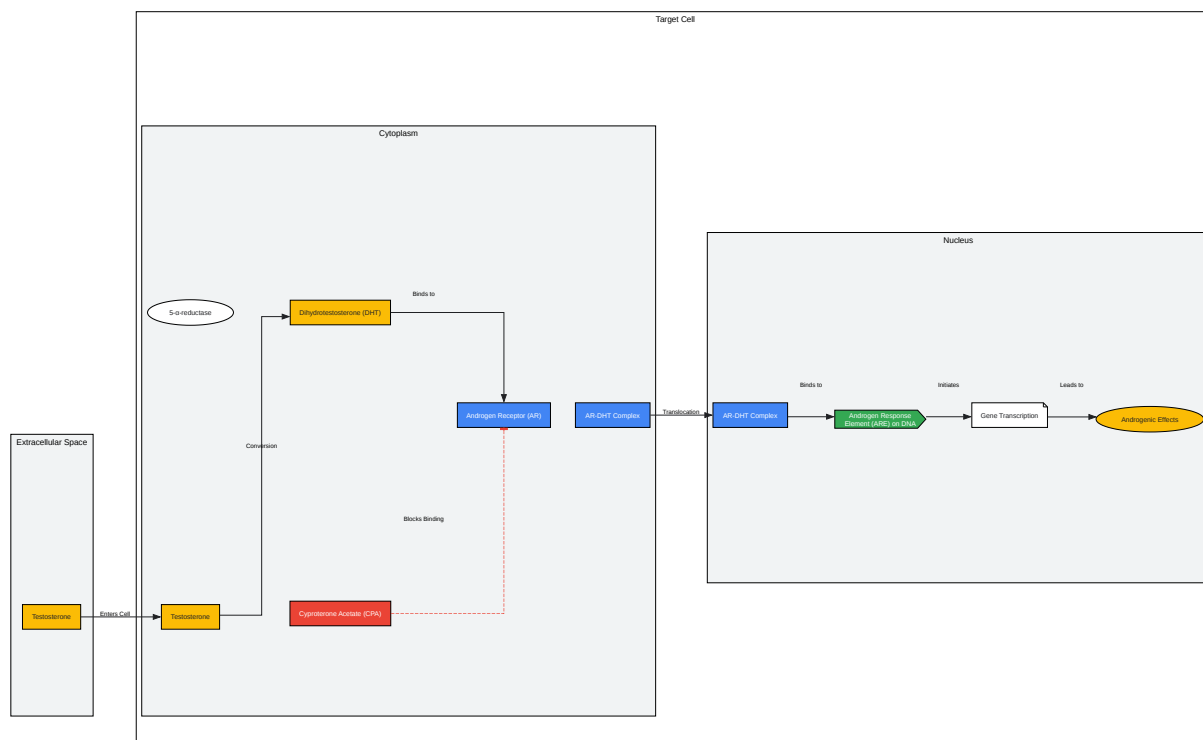 Target Cell
Cytoplasm
Nucleus
5-α-reductase
Dihydrotestosterone (DHT)
Binds to
Androgen Receptor (AR)
AR-DHT Complex
Translocation
AR-DHT Complex
Binds to
Androgen Response
Element (ARE) on DNA
Initiates
Gene Transcription
Leads to
Androgenic Effects
Extracellular Space
Conversion
Blocks Binding
Testosterone
Enters Cell
Testosterone
Cyproterone Acetate (CPA)